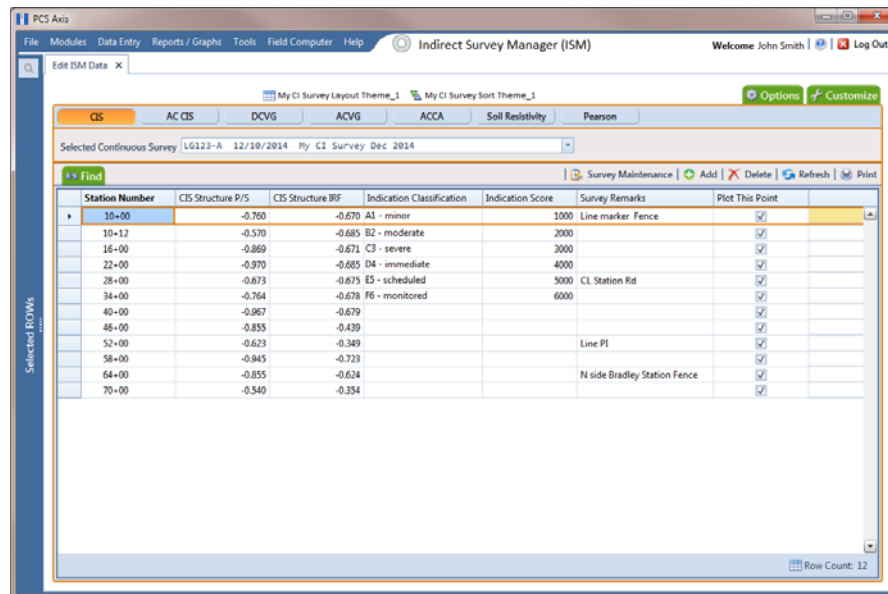 PCS Axis
File Modules Data Entry Reports / Graphs Tools Field Computer Help Indirect Survey Manager (ISM) Welcome John Smith Log Out
Edit ISM Data X
My CI Survey Layout Theme_1 My CI Survey Sort Theme_1 Options Customize
CIS AC CIS DCVG ACVG ACCA Soil Resistivity Pearson
Selected Continuous Survey LG123-A 12/10/2014 My CI Survey Dec 2014
Find Survey Maintenance Add Delete Refresh Print
Station Number CIS Structure P/S CIS Structure IRF Indication Classification Indication Score Survey Remarks Plot This Point
10+00 -0.760 -0.670 A1 - minor 1000 Line marker Fence
10+12 -0.570 -0.685 B2 - moderate 2000
16+00 -0.869 -0.671 C3 - severe 3000
22+00 -0.970 -0.685 D4 - immediate 4000
28+00 -0.673 -0.675 E5 - scheduled 5000 CL Station Rd
34+00 -0.764 -0.678 F6 - monitored 6000
40+00 -0.967 -0.679
46+00 -0.855 -0.439
52+00 -0.623 -0.349 Line PI
58+00 -0.945 -0.723
64+00 -0.855 -0.624 N side Bradley Station Fence
70+00 -0.540 -0.354
Selected ROWs
Row Count: 12